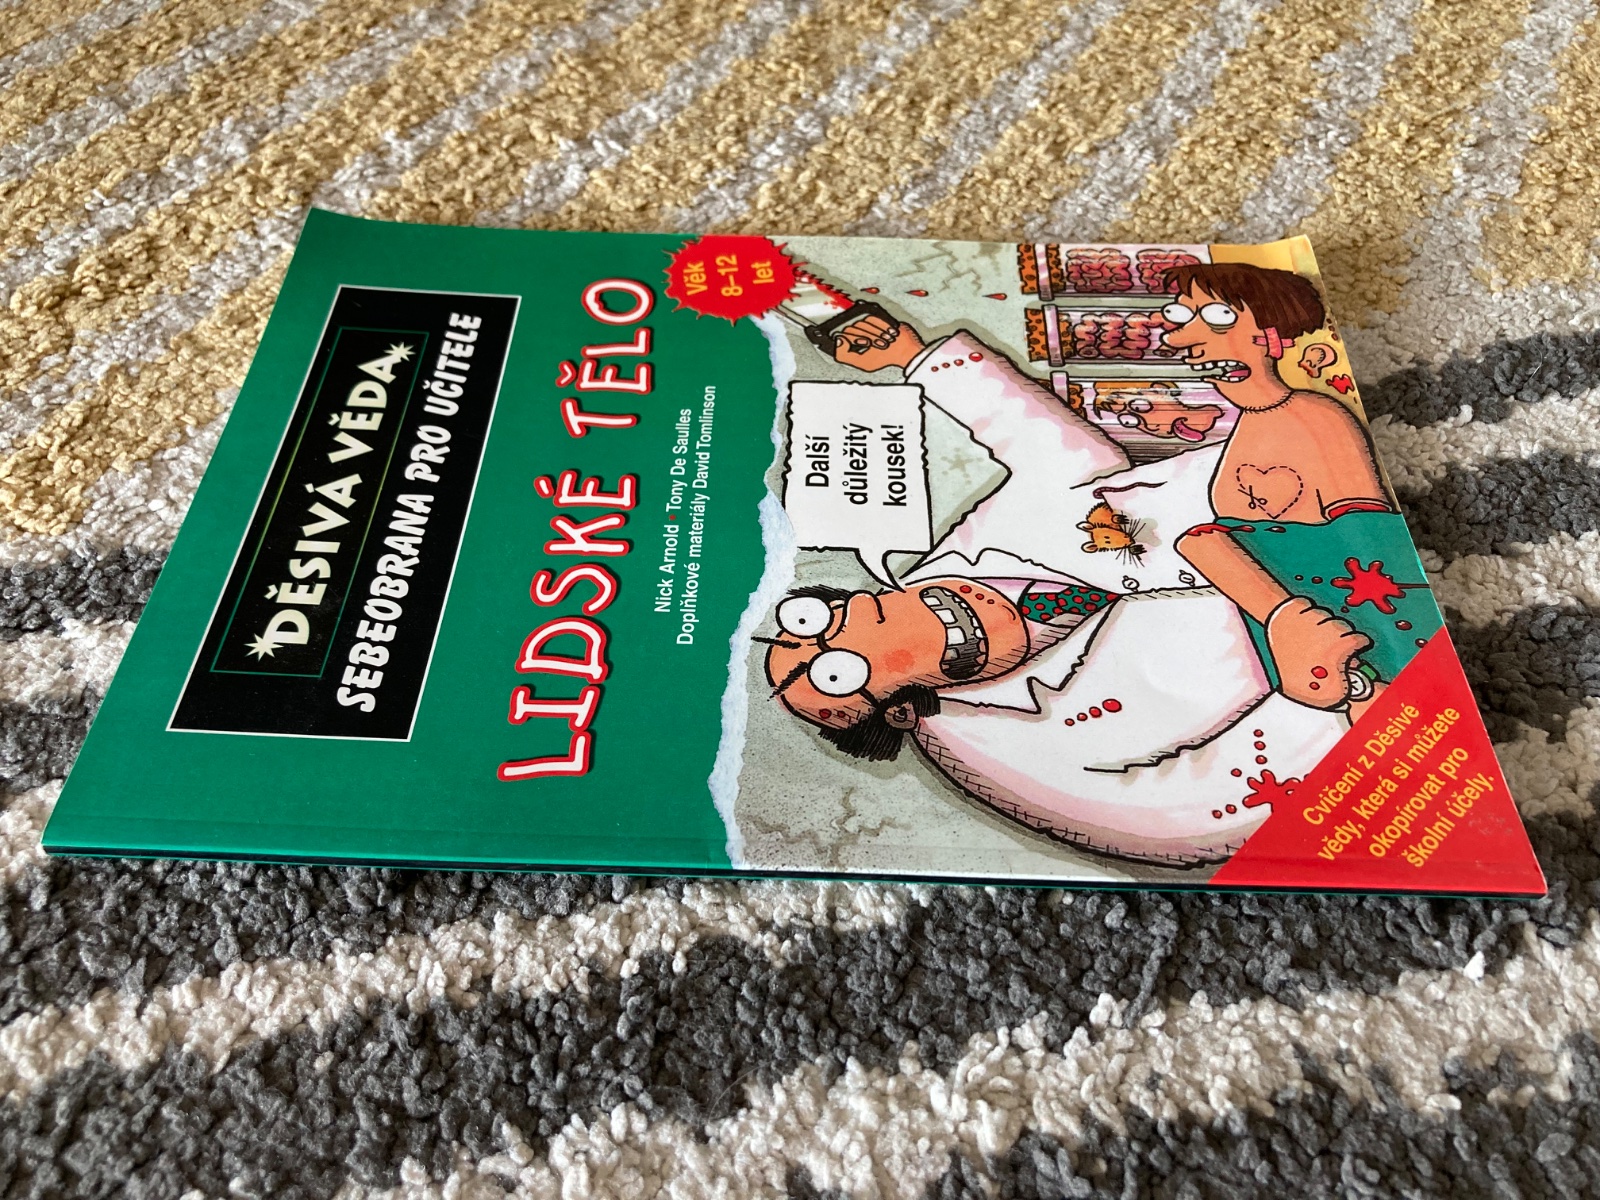 DĚSIVÁ VĚDA
SEBEOBRANA PRO UČITELE
LIDSKÉ TĚLO
Věk
8–12
let
Nick Arnold • Tony De Saulles
Doplňkové materiály David Tomlinson
Další
důležitý
kousek!
Cvičení z Děsivé
vědy, která si můžete
okopírovat pro
školní účely.